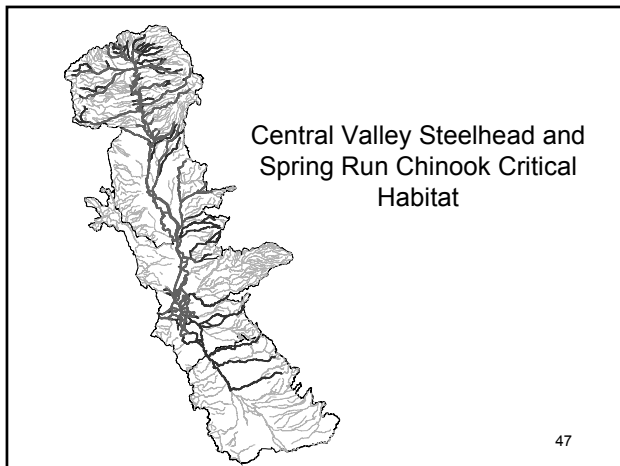 Central Valley Steelhead and
Spring Run Chinook Critical
Habitat
47